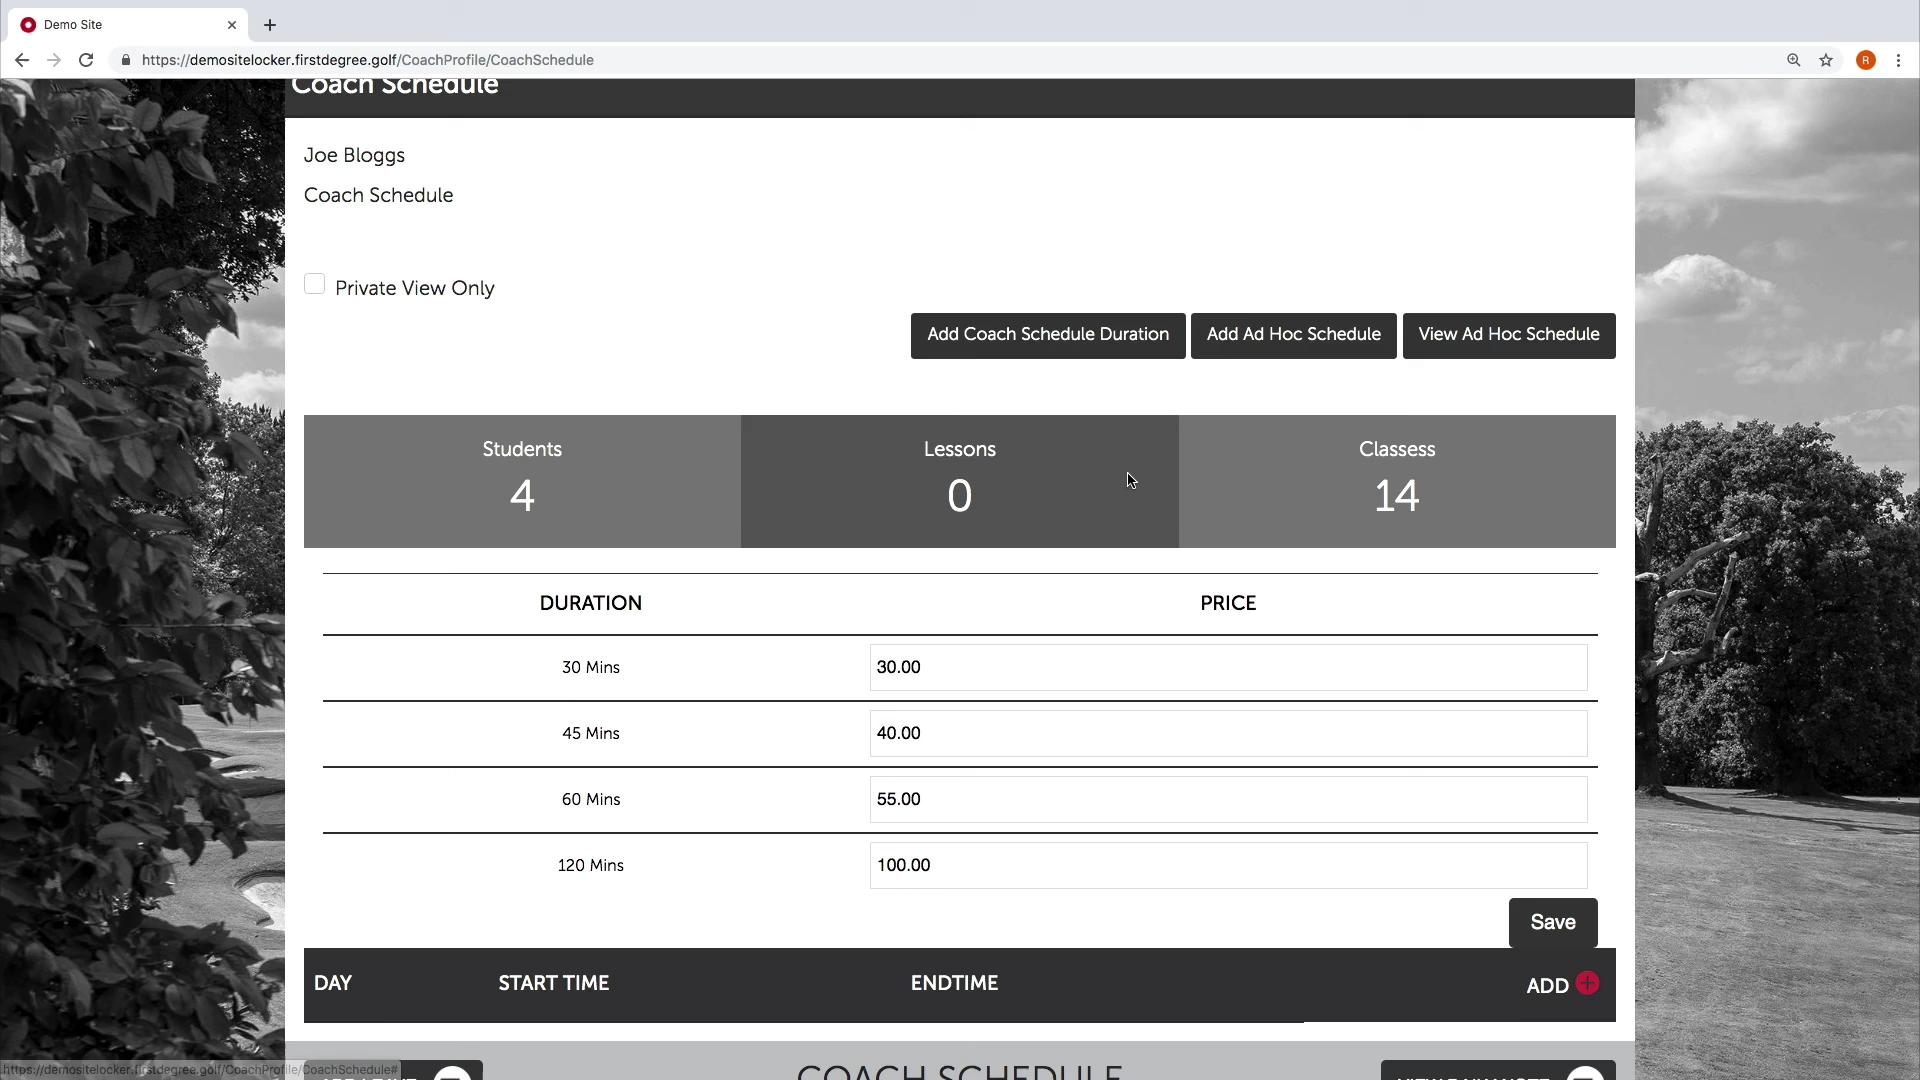 Demo Site
https://demositelocker.firstdegree.golf/CoachProfile/CoachSchedule
R
Coach Schedule
Joe Bloggs
Coach Schedule
Private View Only
Add Coach Schedule Duration
Add Ad Hoc Schedule
View Ad Hoc Schedule
Students
Lessons
Classess
4
0
14
DURATION
PRICE
30 Mins
30.00
45 Mins
40.00
60 Mins
55.00
120 Mins
100.00
Save
DAY
START TIME
ENDTIME
ADD
COACH SCHEDULE
https://demositelocker.firstdegree.golf/CoachProfile/CoachSchedule#